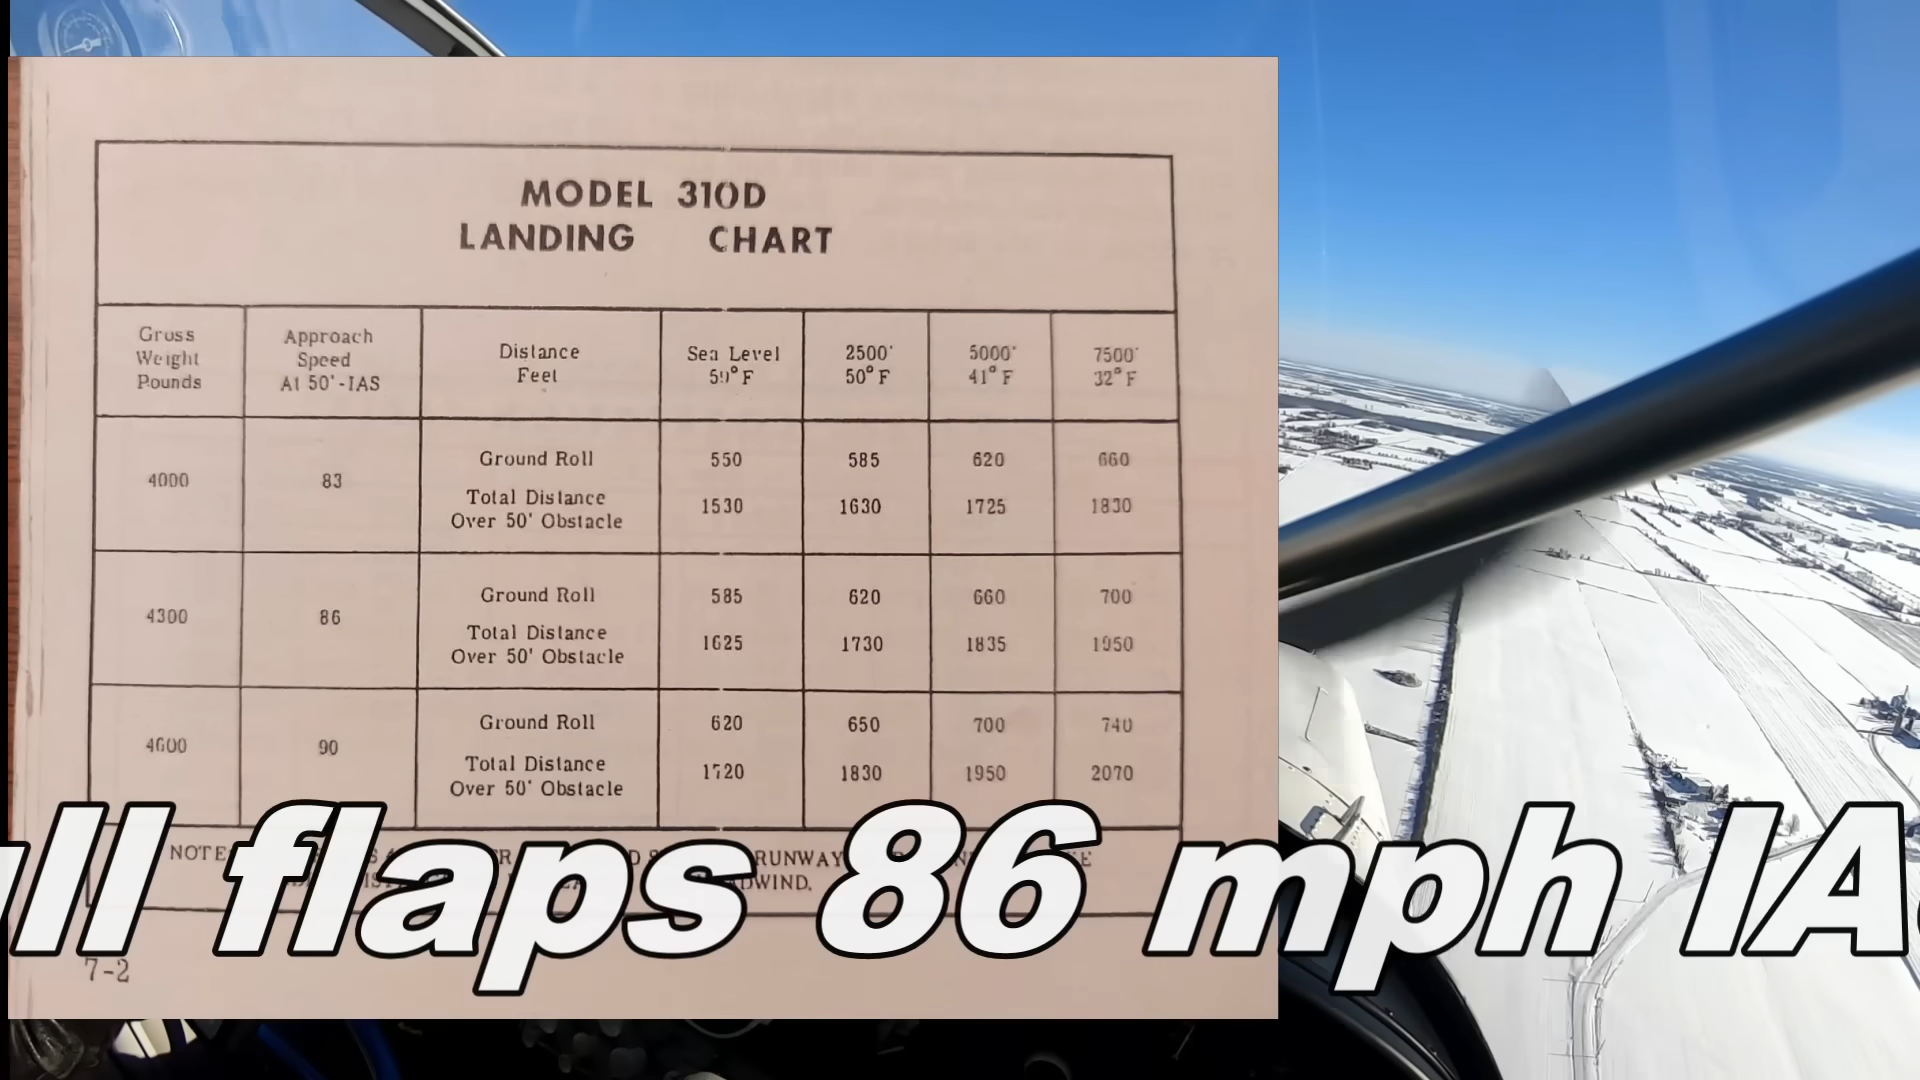 MODEL 310D
LANDING CHART
Gross Weight Pounds
Approach Speed At 50'-IAS
Distance Feet
Sea Level 59°F
2500' 50°F
5000' 41°F
7500' 32°F
4000 83
Ground Roll 550 585 620 660
Total Distance Over 50' Obstacle 1530 1630 1725 1830
4300 86
Ground Roll 585 620 660 700
Total Distance Over 50' Obstacle 1625 1730 1835 1950
4600 90
Ground Roll 620 650 700 740
Total Distance Over 50' Obstacle 1720 1830 1950 2070
NOTE RUNWAY
flaps 86 mph
7-2